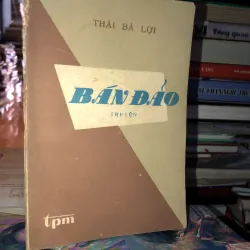 THÁI BÁ LỢI
BÁN ĐẢO
TRUYỆN
tpm